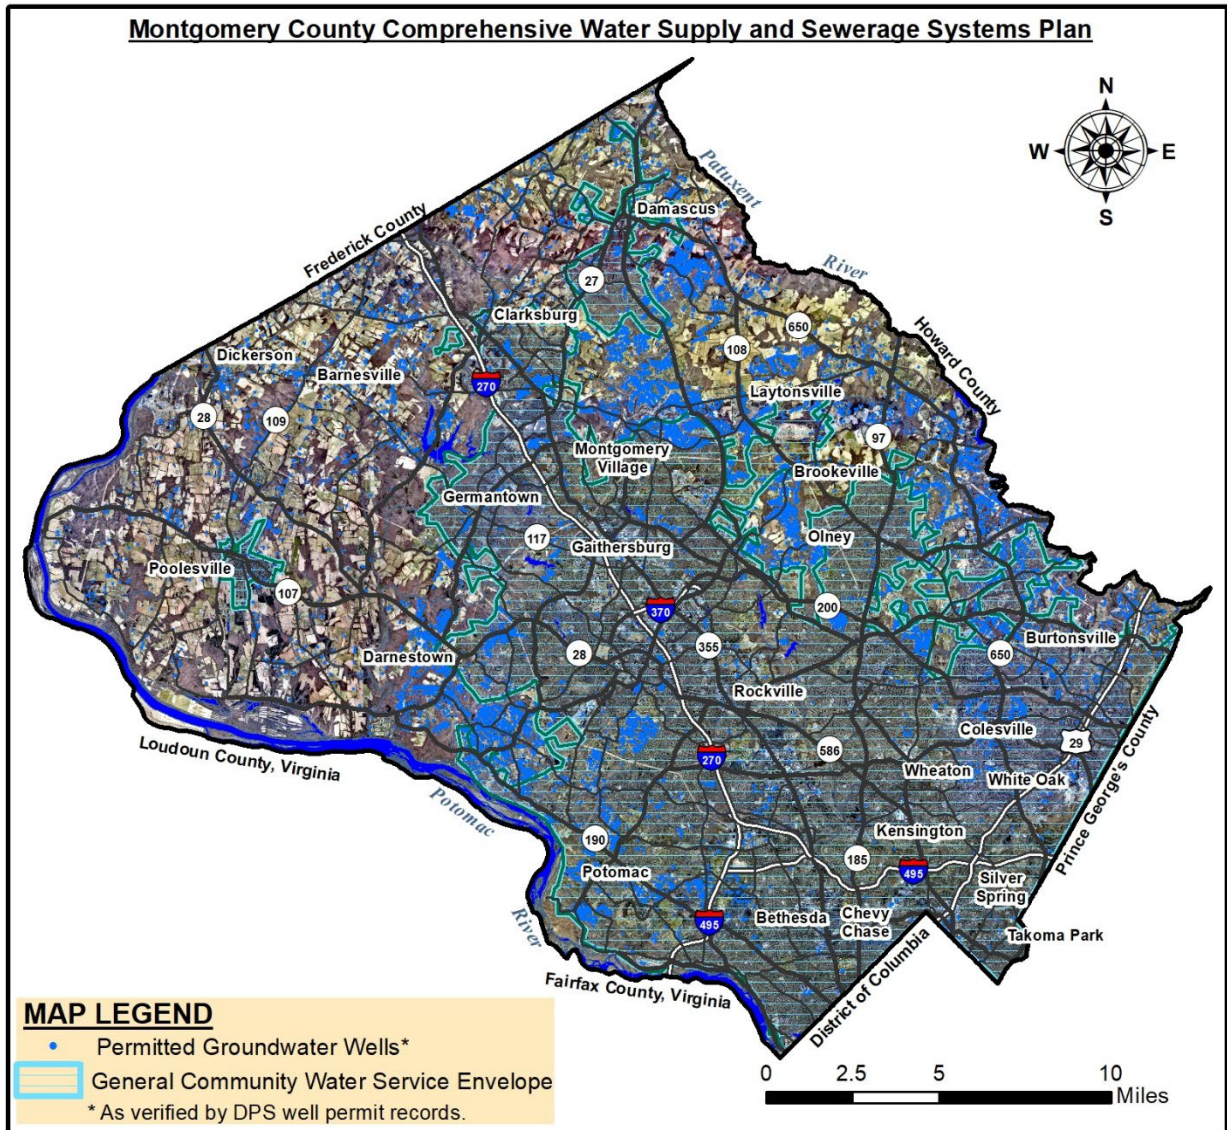 Montgomery County Comprehensive Water Supply and Sewerage Systems Plan
N
W
E
S
Patuxent
River
Damascus
Frederick County
27
Clarksburg
650
108
Howard County
Dickerson
Barnesville
270
Laytonsville
28
109
97
Montgomery
Village
Brookeville
Germantown
117
Gaithersburg
Olney
Poolesville
107
370
200
Burtonsville
Darnestown
28
355
650
Rockville
Loudoun County, Virginia
Colesville
29
586
270
Wheaton
White Oak
Prince George's County
Potomac
River
190
Kensington
185
495
Potomac
Silver
Spring
495
Bethesda
Chevy
Chase
Takoma Park
District of Columbia
Fairfax County, Virginia
MAP LEGEND
Permitted Groundwater Wells*
General Community Water Service Envelope
* As verified by DPS well permit records.
0 2.5 5 10
Miles